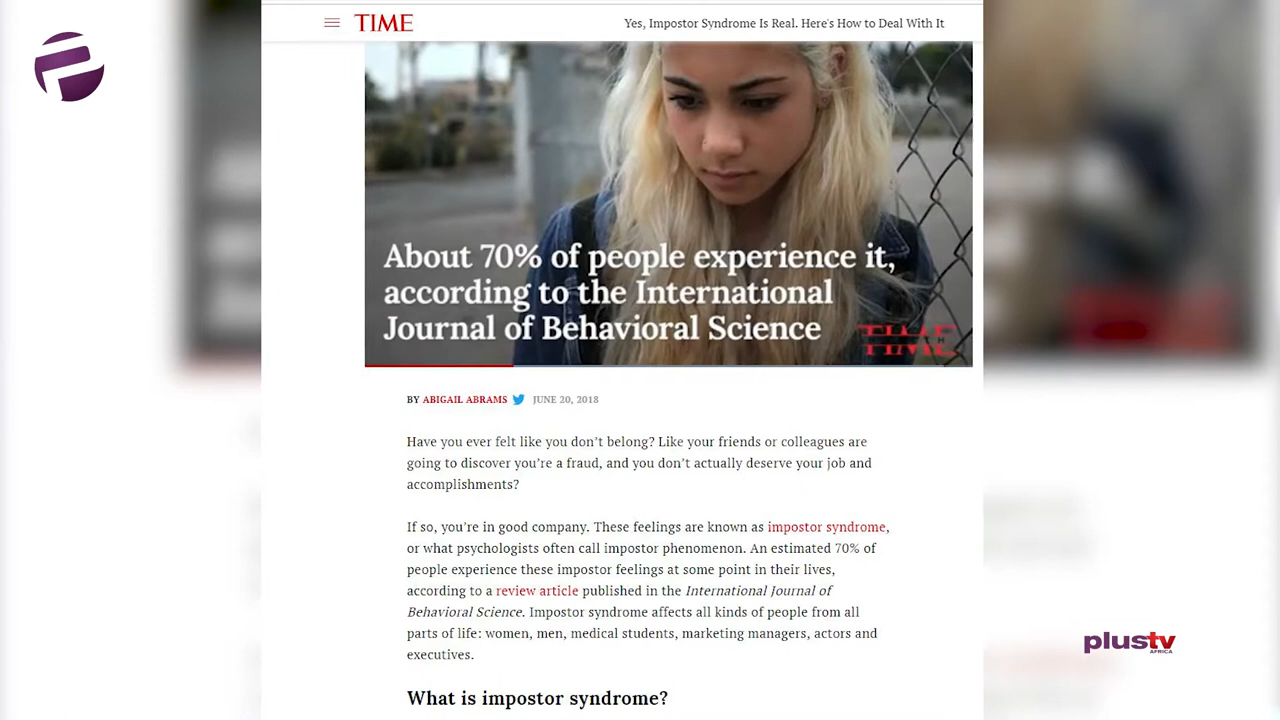 TIME
Yes, Impostor Syndrome Is Real. Here's How to Deal With It
About 70% of people experience it,
according to the International
Journal of Behavioral Science
TIME
BY ABIGAIL ABRAMS JUNE 20, 2018
Have you ever felt like you don't belong? Like your friends or colleagues are
going to discover you're a fraud, and you don't actually deserve your job and
accomplishments?
If so, you're in good company. These feelings are known as impostor syndrome,
or what psychologists often call impostor phenomenon. An estimated 70% of
people experience these impostor feelings at some point in their lives,
according to a review article published in the International Journal of
Behavioral Science. Impostor syndrome affects all kinds of people from all
parts of life: women, men, medical students, marketing managers, actors and
executives.
What is impostor syndrome?
plustv
AFRICA